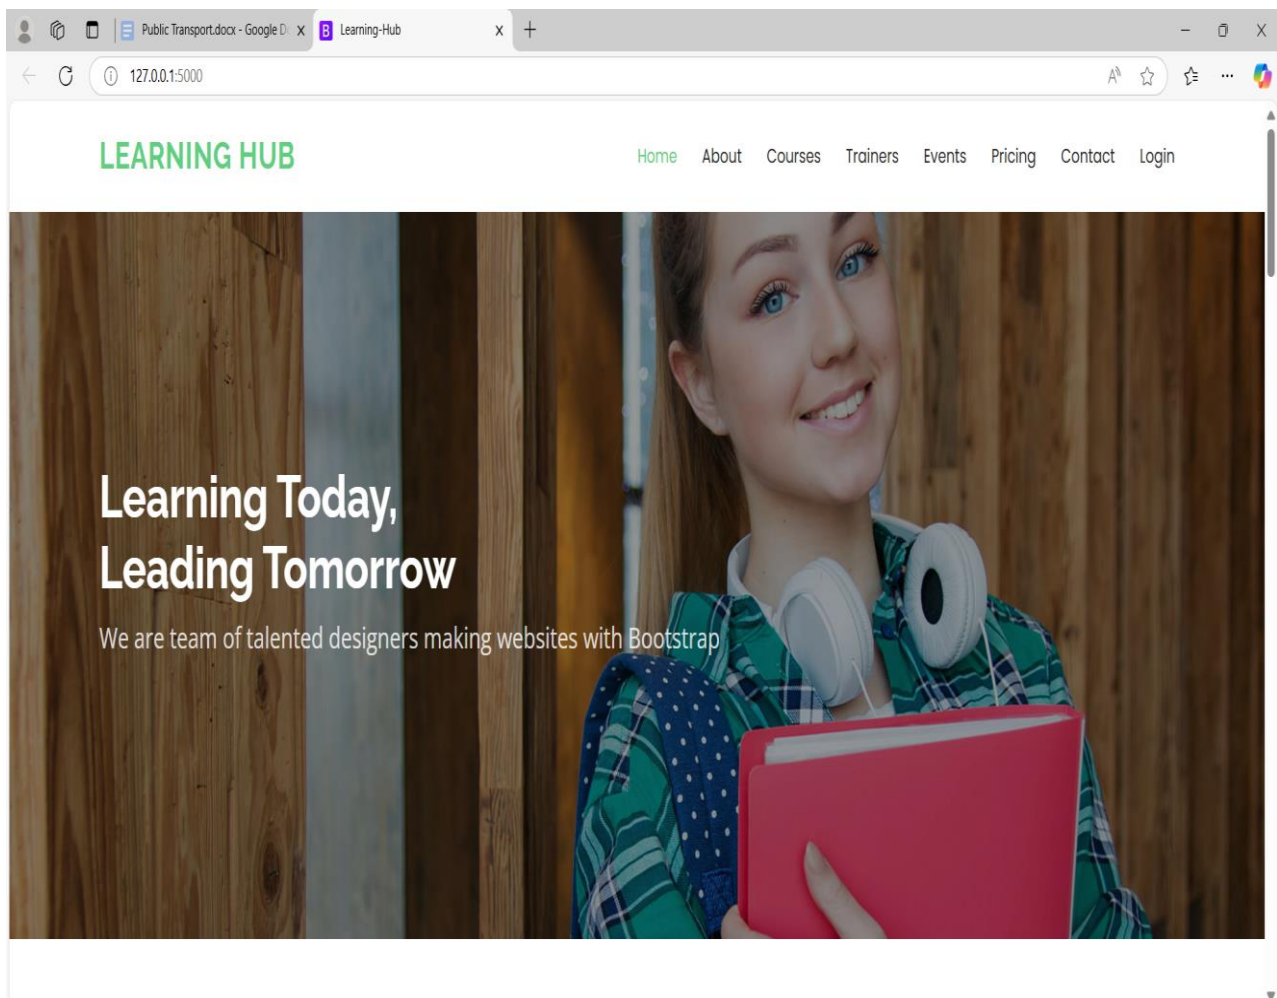 Public Transport.docx - Google D
Learning-Hub
127.0.0.1:5000
LEARNING HUB
Home About Courses Trainers Events Pricing Contact Login
Learning Today,
Leading Tomorrow
We are team of talented designers making websites with Bootstrap